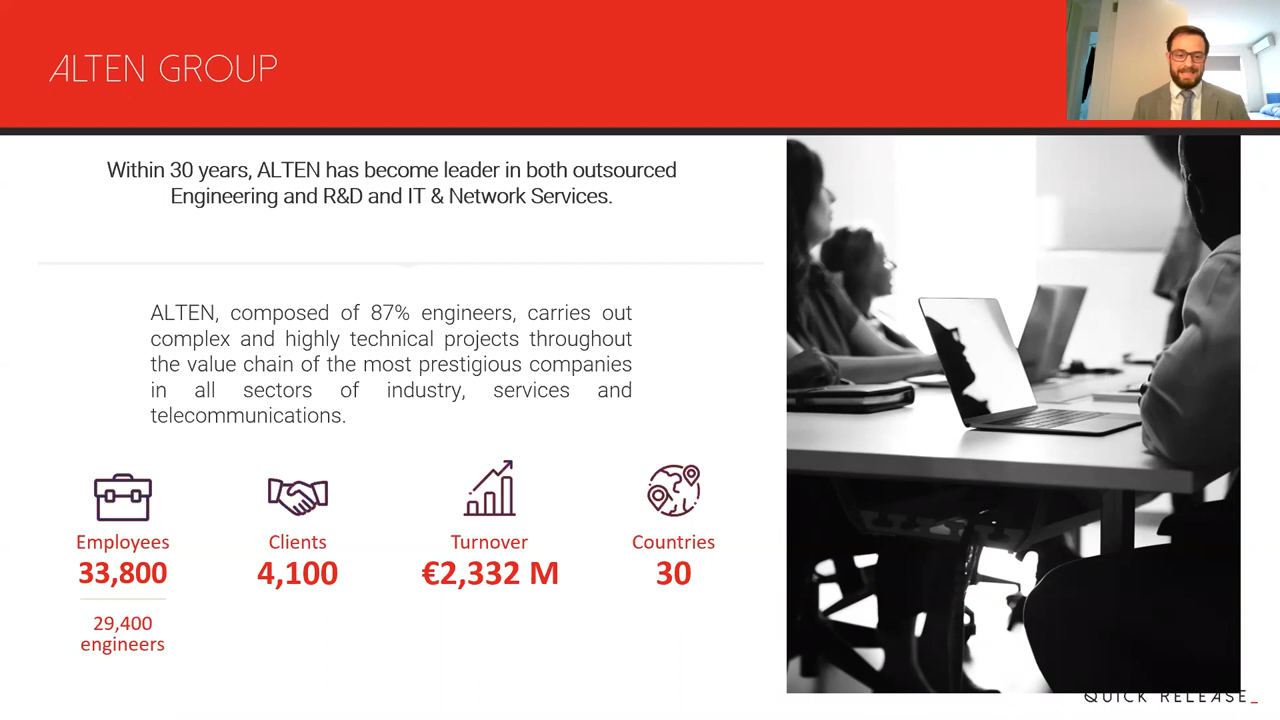 ALTEN GROUP
Within 30 years, ALTEN has become leader in both outsourced
Engineering and R&D and IT & Network Services.
ALTEN, composed of 87% engineers, carries out
complex and highly technical projects throughout
the value chain of the most prestigious companies
in all sectors of industry, services and
telecommunications.
Employees
33,800
29,400
engineers
Clients
4,100
Turnover
€2,332 M
Countries
30
QUICK RELEASE_